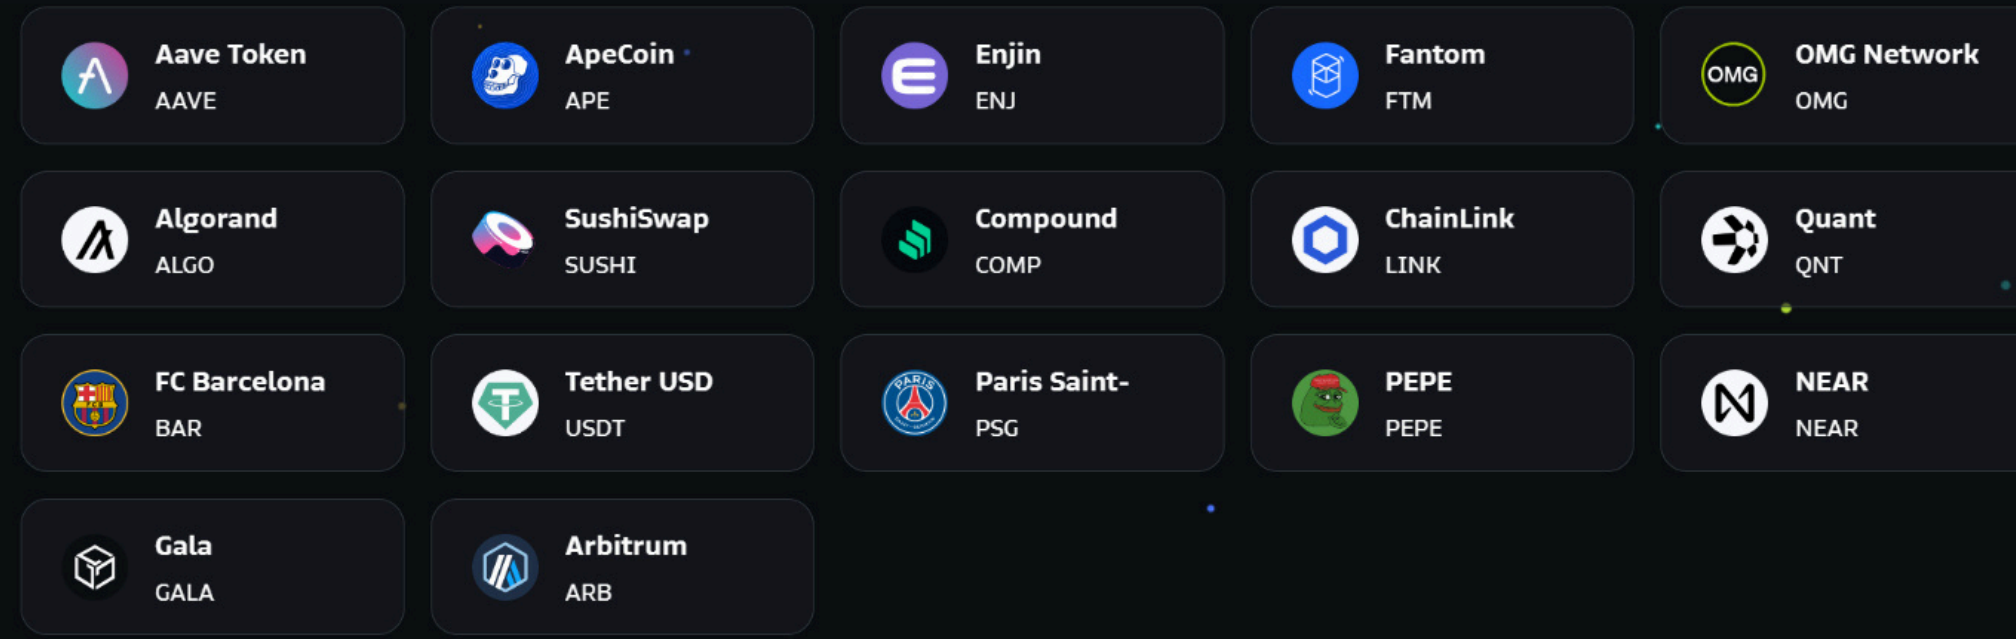 Aave Token
AAVE
ApeCoin
APE
Enjin
ENJ
Fantom
FTM
OMG
OMG Network
OMG
Algorand
ALGO
SushiSwap
SUSHI
Compound
COMP
ChainLink
LINK
Quant
QNT
FC Barcelona
BAR
Tether USD
USDT
PARIS
Paris Saint-
PSG
PEPE
PEPE
NEAR
NEAR
Gala
GALA
Arbitrum
ARB